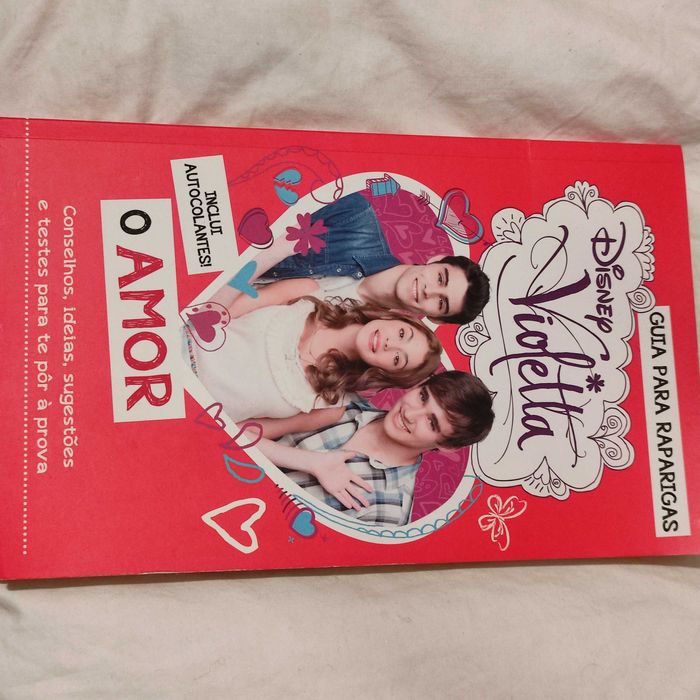 GUIA PARA RAPARIGAS
DISNEY
Violetta
INCLUI
AUTOCOLANTES!
O AMOR
Conselhos, ideias, sugestões
e testes para te pôr à prova